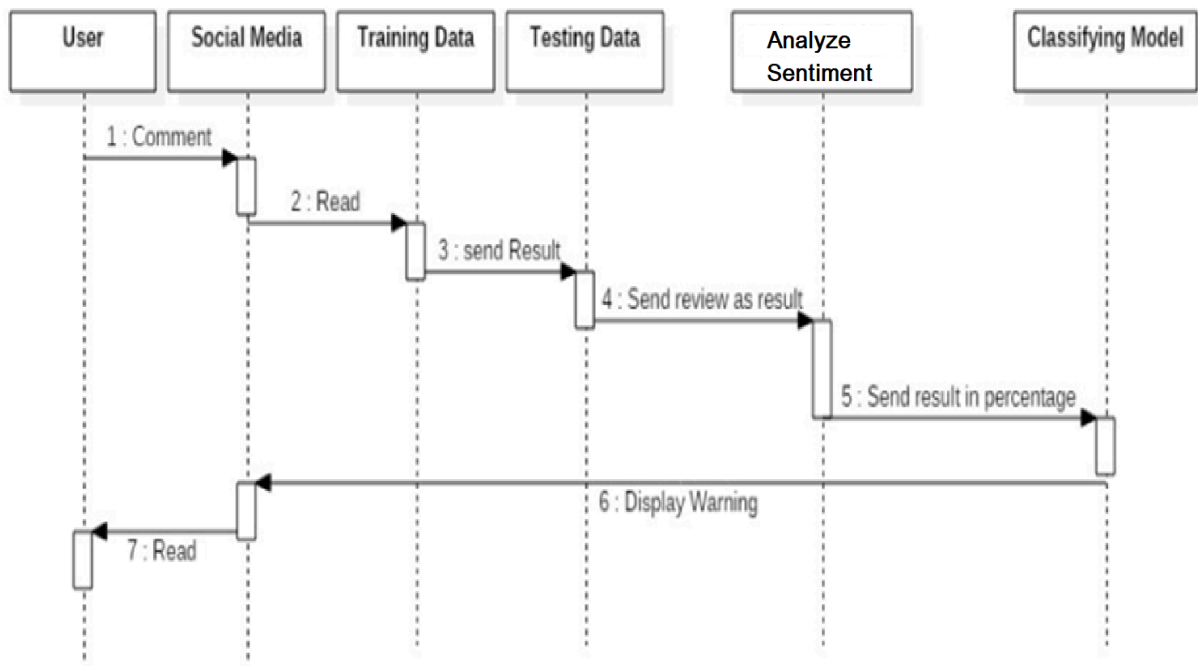 User
Social Media
Training Data
Testing Data
Analyze
Sentiment
Classifying Model
1 : Comment
2 : Read
3 : send Result
4 : Send review as result
5 : Send result in percentage
6 : Display Warning
7 : Read